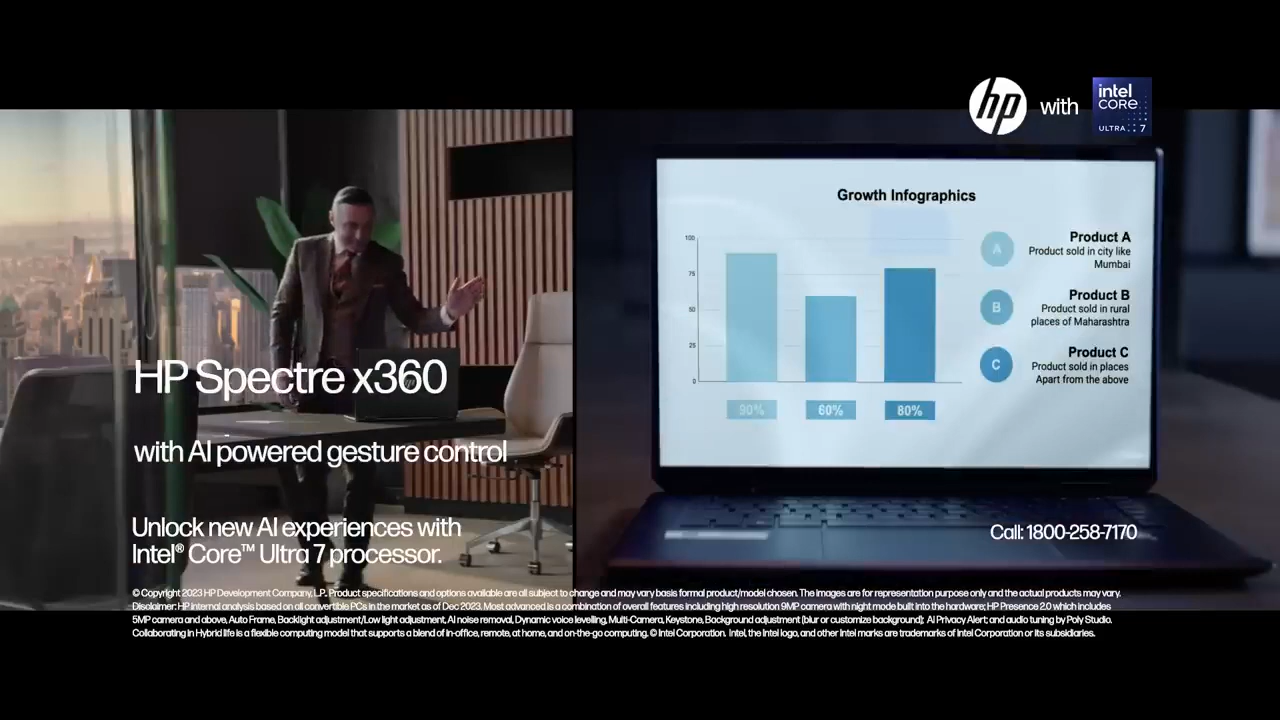 hp with intel CORE ULTRA 7
Growth Infographics
100
75
50
25
0
90% 60% 80%
A
Product A
Product sold in city like
Mumbai
B
Product B
Product sold in rural
places of Maharashtra
C
Product C
Product sold in places
Apart from the above
HP Spectre x360
with AI powered gesture control
Unlock new AI experiences with
Intel® Core™ Ultra 7 processor.
Call: 1800-258-7170
© Copyright 2023 HP Development Company, L.P. Product specifications and options available are all subject to change and may vary basis formal product/model chosen. The images are for representation purpose only and the actual products may vary.
Disclaimer: HP internal analysis based on all convertible PCs in the market as of Dec 2023. Most advanced is a combination of overall features including high resolution 9MP camera with night mode built into the hardware; HP Presence 2.0 which includes
5MP camera and above, Auto Frame, Backlight adjustment/Low light adjustment, AI noise removal, Dynamic voice levelling, Multi-Camera, Keystone, Background adjustment (blur or customize background); AI Privacy Alert; and audio tuning by Poly Studio.
Collaborating in Hybrid life is a flexible computing model that supports a blend of in-office, remote, at home, and on-the-go computing. © Intel Corporation. Intel, the Intel logo, and other Intel marks are trademarks of Intel Corporation or its subsidiaries.